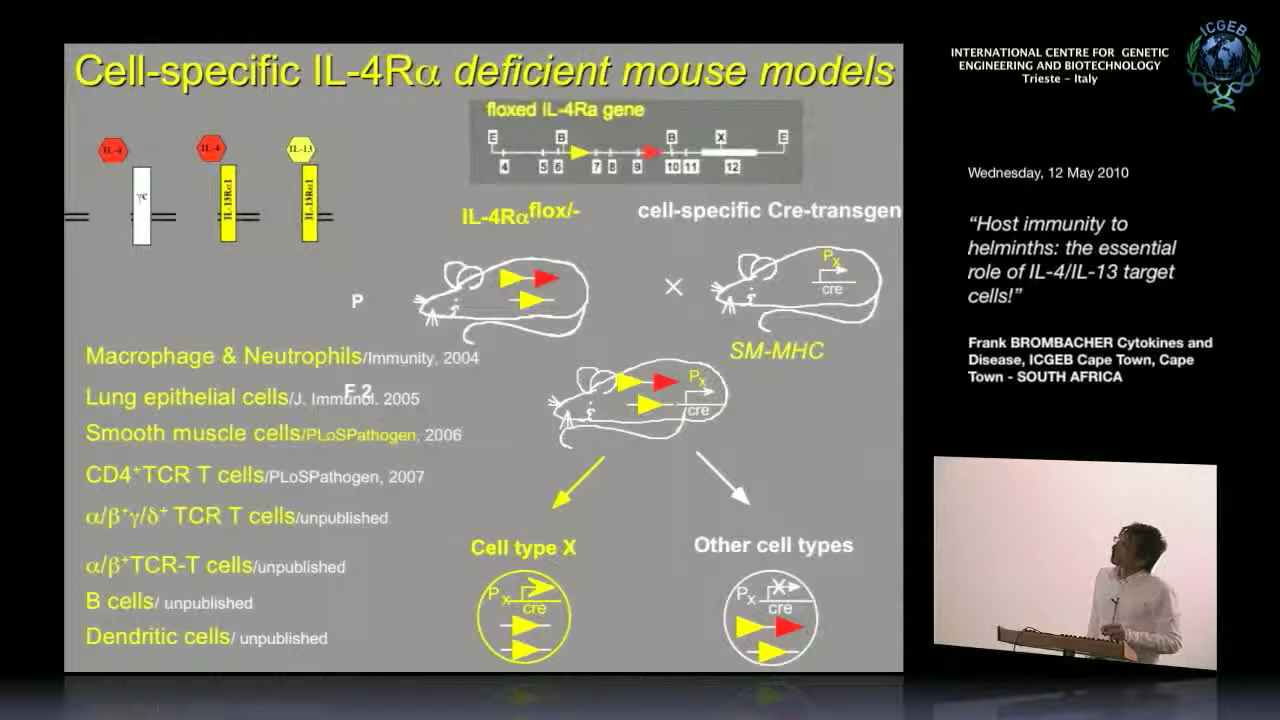 Cell-specific IL-4Rα deficient mouse models
floxed IL-4Ra gene
E B B X E
4 5 6 7 8 9 10 11 12
IL-4 IL-4 IL-13
γc IL-13Rα1 IL-13Rα1
IL-4Rαflox/-
cell-specific Cre-transgen
P
×
Px
cre
SM-MHC
Macrophage & Neutrophils/Immunity, 2004
F 2
Lung epithelial cells/J. Immunol. 2005
Smooth muscle cells/PLoSPathogen, 2006
CD4+TCR T cells/PLoSPathogen, 2007
α/β+γ/δ+ TCR T cells/unpublished
α/β+TCR-T cells/unpublished
B cells/ unpublished
Dendritic cells/ unpublished
Px
cre
Cell type X
Px
cre
Other cell types
Px
cre
INTERNATIONAL CENTRE FOR GENETIC
ENGINEERING AND BIOTECHNOLOGY
Trieste - Italy
ICGEB
Wednesday, 12 May 2010
“Host immunity to
helminths: the essential
role of IL-4/IL-13 target
cells!”
Frank BROMBACHER Cytokines and
Disease, ICGEB Cape Town, Cape
Town - SOUTH AFRICA